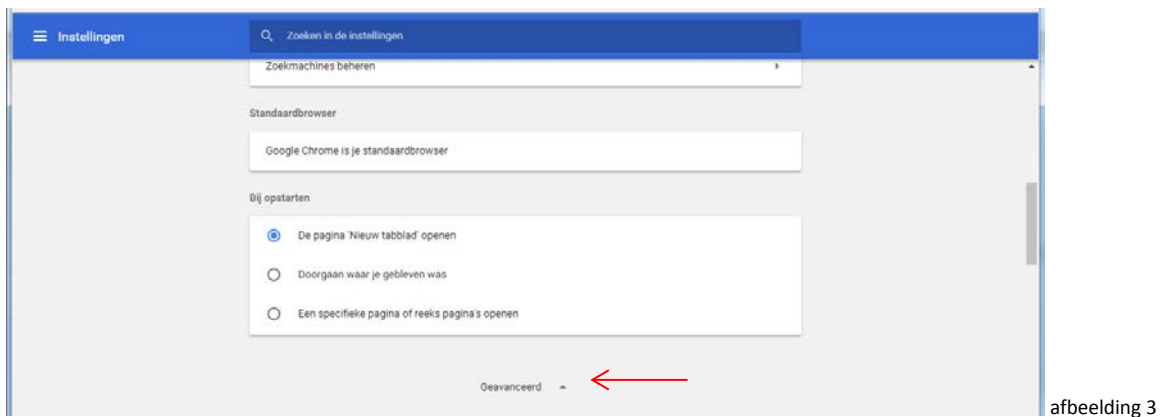 Instellingen
Zoeken in de instellingen
Zoekmachines beheren
Standaardbrowser
Google Chrome is je standaardbrowser
Bij opstarten
De pagina 'Nieuw tabblad' openen
Doorgaan waar je gebleven was
Een specifieke pagina of reeks pagina's openen
Geavanceerd
afbeelding 3